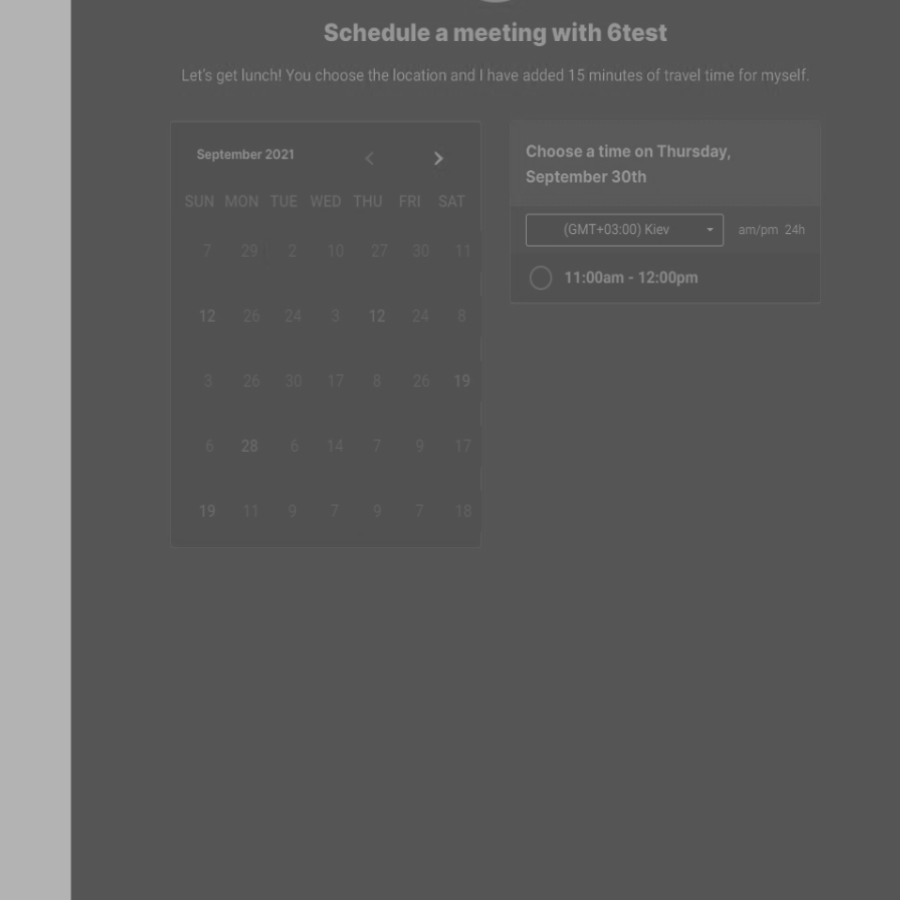 Schedule a meeting with 6test
Let's get lunch! You choose the location and I have added 15 minutes of travel time for myself.
September 2021
SUN MON TUE WED THU FRI SAT
7 29 2 10 27 30 11
12 26 24 3 12 24 8
3 26 30 17 8 26 19
6 28 6 14 7 9 17
19 11 9 7 9 7 18
Choose a time on Thursday,
September 30th
(GMT+03:00) Kiev am/pm 24h
11:00am - 12:00pm